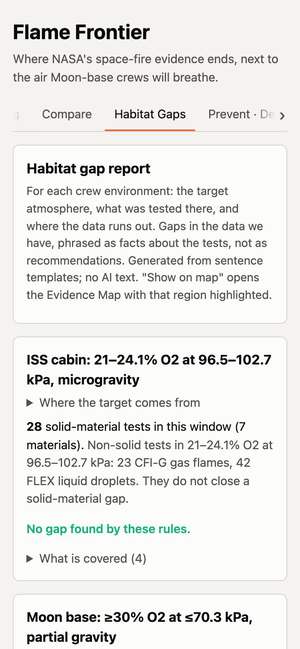 Flame Frontier
Where NASA's space-fire evidence ends, next to
the air Moon-base crews will breathe.
Compare Habitat Gaps Prevent · De
Habitat gap report
For each crew environment: the target
atmosphere, what was tested there, and
where the data runs out. Gaps in the data we
have, phrased as facts about the tests, not as
recommendations. Generated from sentence
templates; no AI text. "Show on map" opens
the Evidence Map with that region highlighted.
ISS cabin: 21–24.1% O2 at 96.5–102.7
kPa, microgravity
Where the target comes from
28 solid-material tests in this window (7
materials). Non-solid tests in 21–24.1% O2 at
96.5–102.7 kPa: 23 CFI-G gas flames, 42
FLEX liquid droplets. They do not close a
solid-material gap.
No gap found by these rules.
What is covered (4)
Moon base: ≥30% O2 at ≤70.3 kPa,
partial gravity